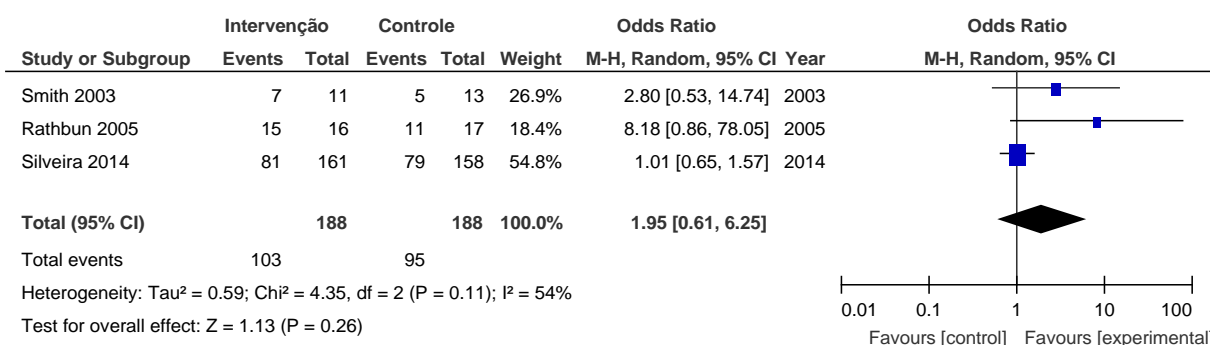 Intervenção Controle Odds Ratio Odds Ratio
Study or Subgroup Events Total Events Total Weight M-H, Random, 95% CI Year M-H, Random, 95% CI
Smith 2003 7 11 5 13 26.9% 2.80 [0.53, 14.74] 2003
Rathbun 2005 15 16 11 17 18.4% 8.18 [0.86, 78.05] 2005
Silveira 2014 81 161 79 158 54.8% 1.01 [0.65, 1.57] 2014
Total (95% CI) 188 188 100.0% 1.95 [0.61, 6.25]
Total events 103 95
Heterogeneity: Tau² = 0.59; Chi² = 4.35, df = 2 (P = 0.11); I² = 54%
Test for overall effect: Z = 1.13 (P = 0.26)
0.01 0.1 1 10 100
Favours [control] Favours [experimental]